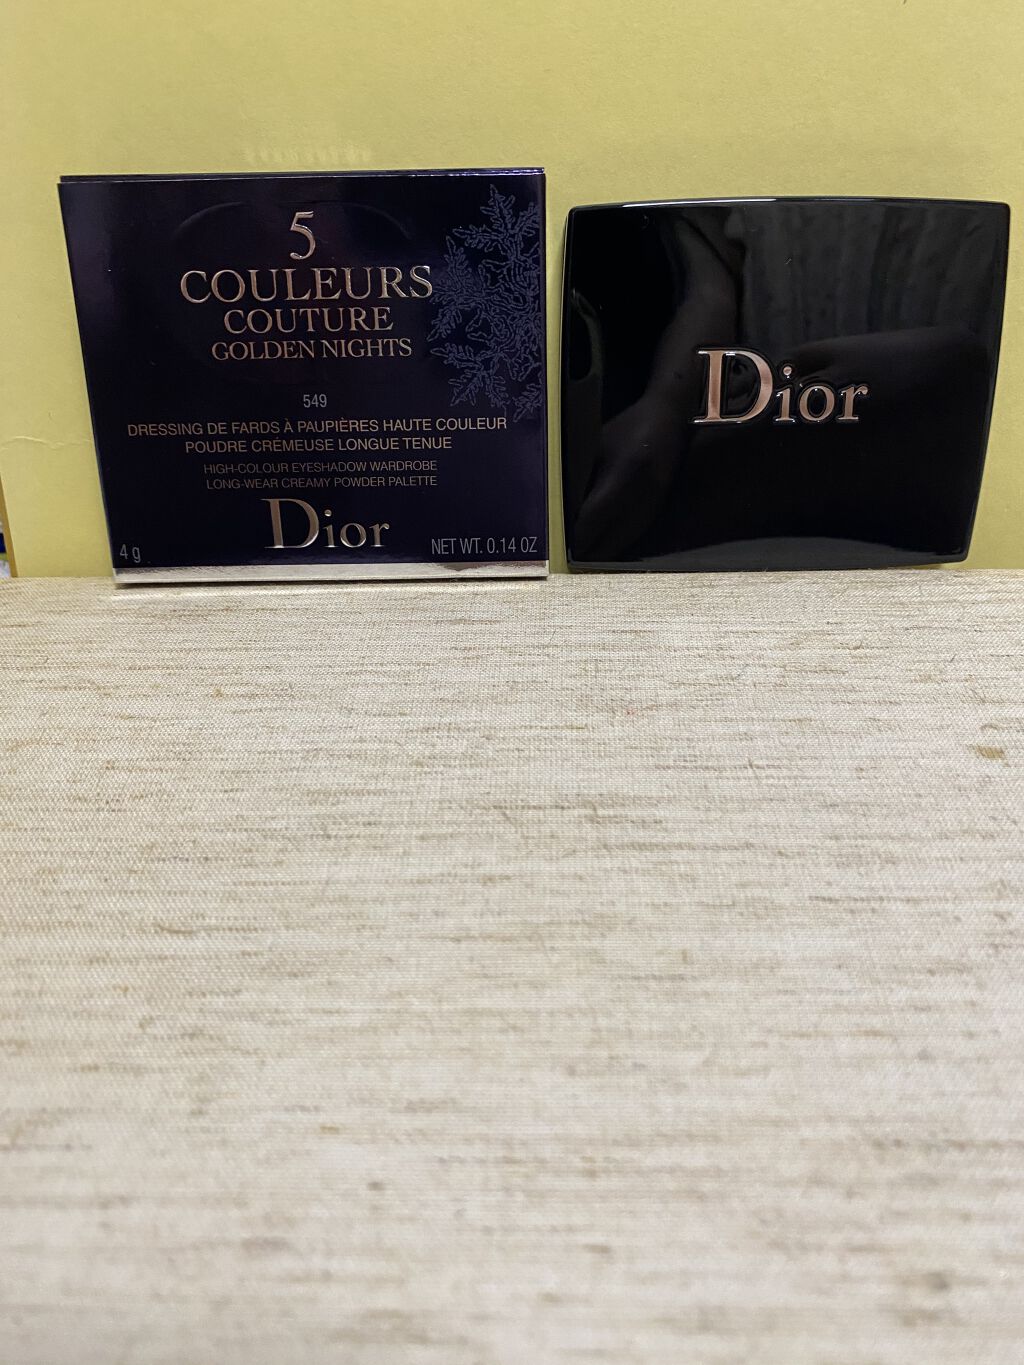 5
COULEURS
COUTURE
GOLDEN NIGHTS
549
DRESSING DE FARDS À PAUPIÈRES HAUTE COULEUR
POUDRE CRÉMEUSE LONGUE TENUE
HIGH-COLOUR EYESHADOW WARDROBE
LONG-WEAR CREAMY POWDER PALETTE
Dior
4 g
NET WT. 0.14 OZ
Dior